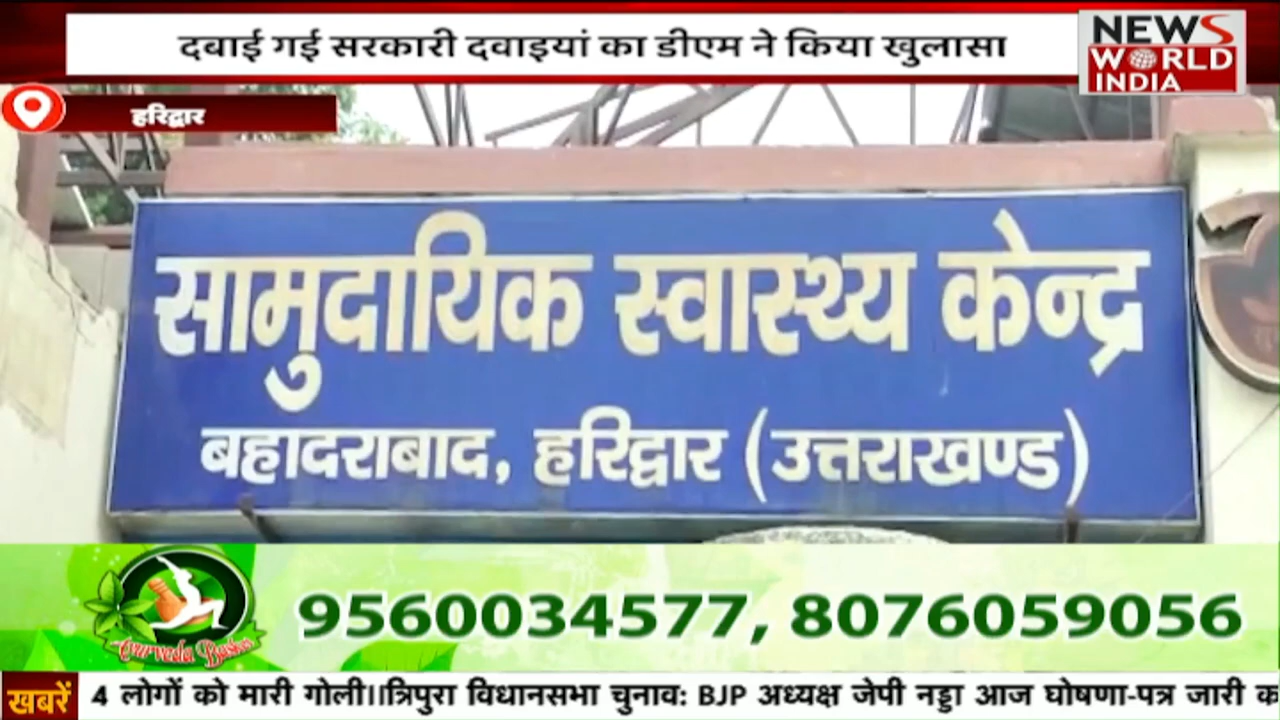 दबाई गई सरकारी दवाइयां का डीएम ने किया खुलासा
NEWS
WORLD
INDIA
हरिद्वार
सामुदायिक स्वास्थ्य केन्द्र
बहादराबाद, हरिद्वार (उत्तराखण्ड)
9560034577, 8076059056
खबरें
4 लोगों को मारी गोली।।त्रिपुरा विधानसभा चुनाव: BJP अध्यक्ष जेपी नड्डा आज घोषणा-पत्र जारी